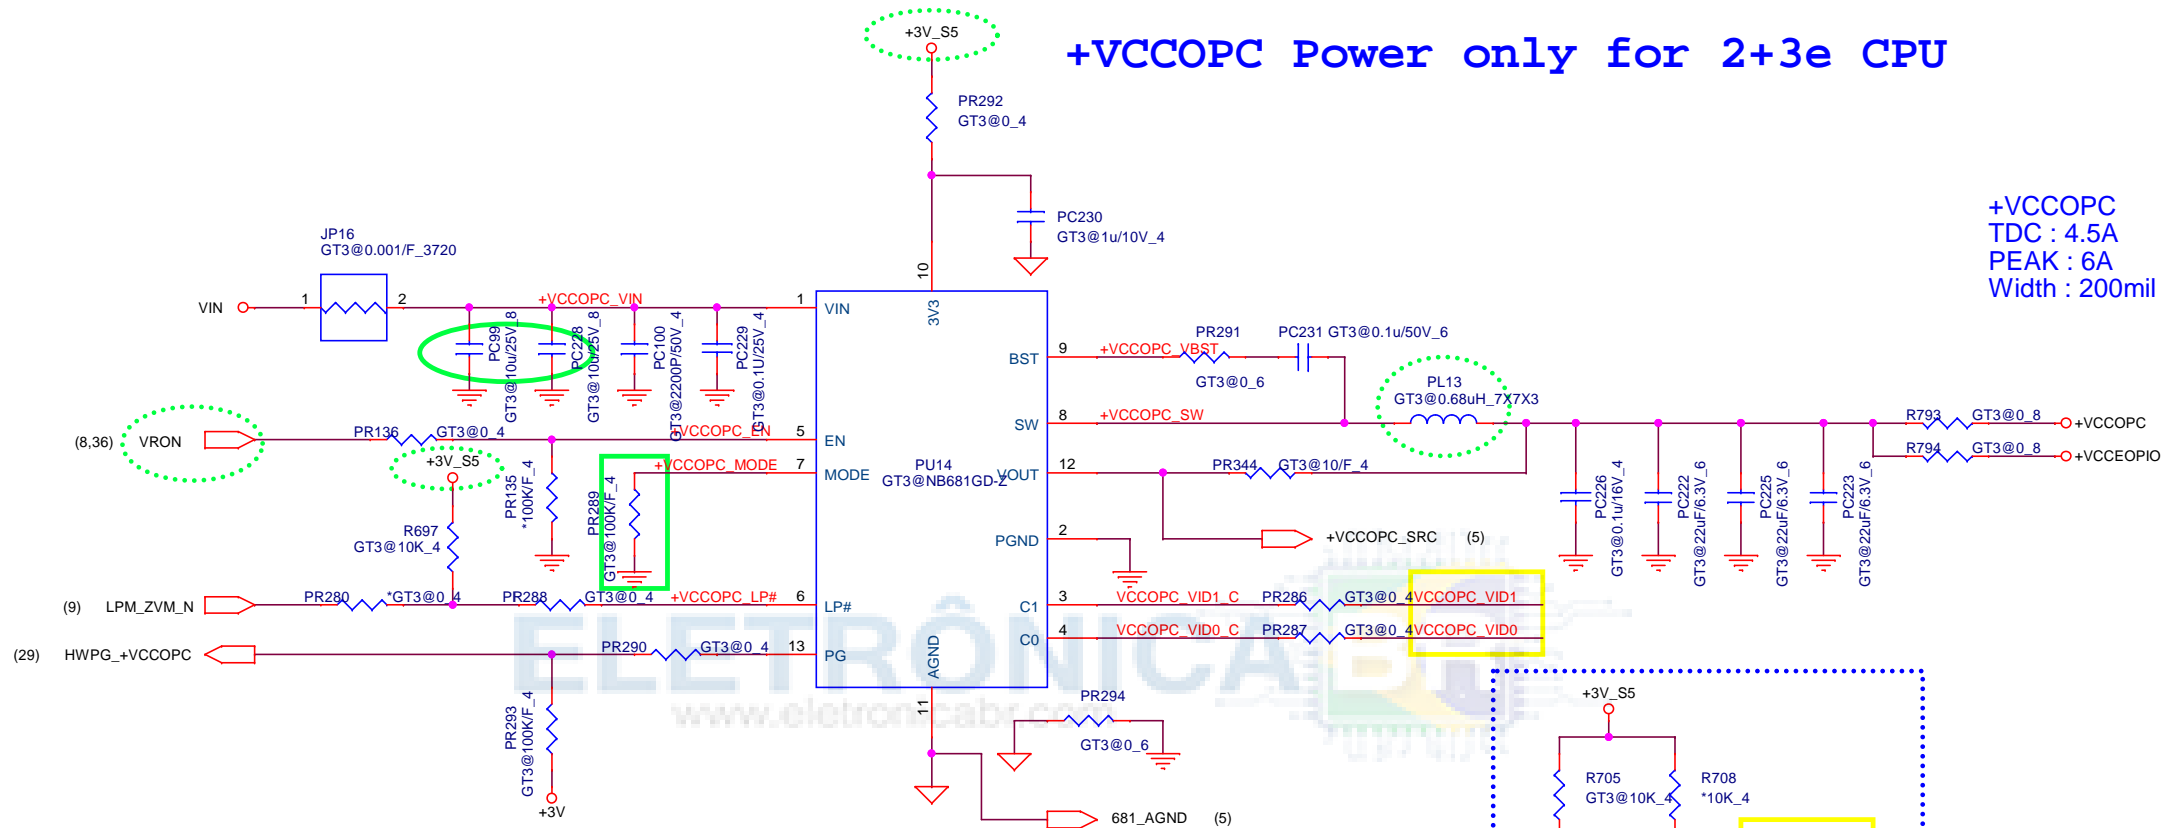 +VCCOPC Power only for 2+3e CPU
+3V_S5
PR292
GT3@0_4
PC230
GT3@1u/10V_4
+VCCOPC
TDC : 4.5A
PEAK : 6A
Width : 200mil
JP16
GT3@0.001/F_3720
VIN
1
2
+VCCOPC_VIN
1
VIN
10
3V3
PC99
GT3@10u/25V_8
PC228
GT3@10u/25V_8
PC100
GT3@2200P/50V_4
PC229
GT3@0.1U/25V_4
BST
9
+VCCOPC_VBST
PR291
GT3@0_6
PC231 GT3@0.1u/50V_6
PL13
GT3@0.68uH_7X7X3
SW
8
+VCCOPC_SW
R793
GT3@0_8
+VCCOPC
R794
GT3@0_8
+VCCEOPIO
(8,36)
VRON
PR136
GT3@0_4
+VCCOPC_EN
5
EN
+3V_S5
+VCCOPC_MODE
7
MODE
PU14
GT3@NB681GD-Z
VOUT
12
PR344
GT3@10/F_4
PR135
*100K/F_4
PR289
GT3@100K/F_4
R697
GT3@10K_4
PC226
GT3@0.1u/16V_4
PC222
GT3@22uF/6.3V_6
PC225
GT3@22uF/6.3V_6
PC223
GT3@22uF/6.3V_6
PGND
2
+VCCOPC_SRC
(5)
(9)
LPM_ZVM_N
PR280
*GT3@0_4
PR288
GT3@0_4
+VCCOPC_LP#
6
LP#
C1
3
VCCOPC_VID1_C
PR286
GT3@0_4
VCCOPC_VID1
C0
4
VCCOPC_VID0_C
PR287
GT3@0_4
VCCOPC_VID0
(29)
HWPG_+VCCOPC
PR290
GT3@0_4
13
PG
AGND
11
ELETRÔNICA
www.eletronicabr.com
PR293
GT3@100K/F_4
+3V
PR294
GT3@0_6
681_AGND
(5)
+3V_S5
R705
GT3@10K_4
R708
*10K_4